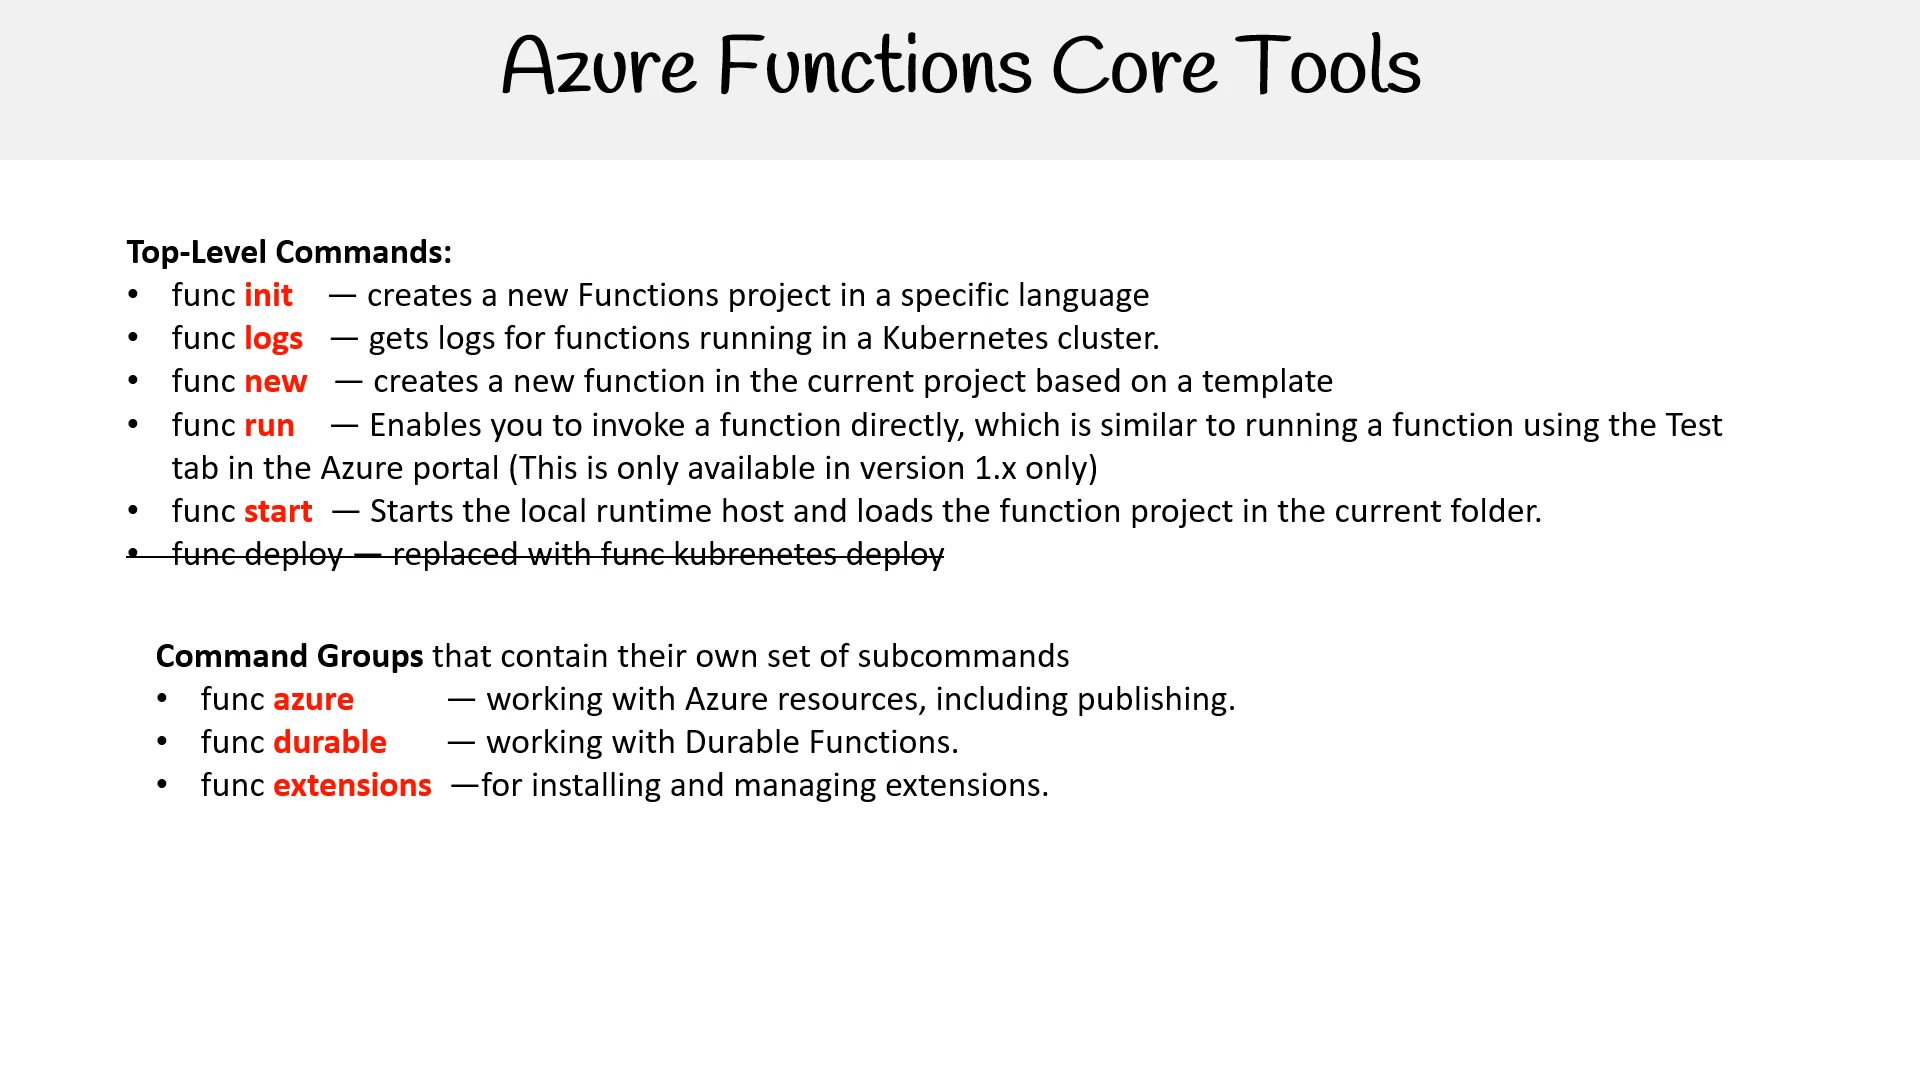 Azure Functions Core Tools
Top-Level Commands:
• func init — creates a new Functions project in a specific language
• func logs — gets logs for functions running in a Kubernetes cluster.
• func new — creates a new function in the current project based on a template
• func run — Enables you to invoke a function directly, which is similar to running a function using the Test
tab in the Azure portal (This is only available in version 1.x only)
• func start — Starts the local runtime host and loads the function project in the current folder.
• func deploy — replaced with func kubrenetes deploy
Command Groups that contain their own set of subcommands
• func azure — working with Azure resources, including publishing.
• func durable — working with Durable Functions.
• func extensions —for installing and managing extensions.